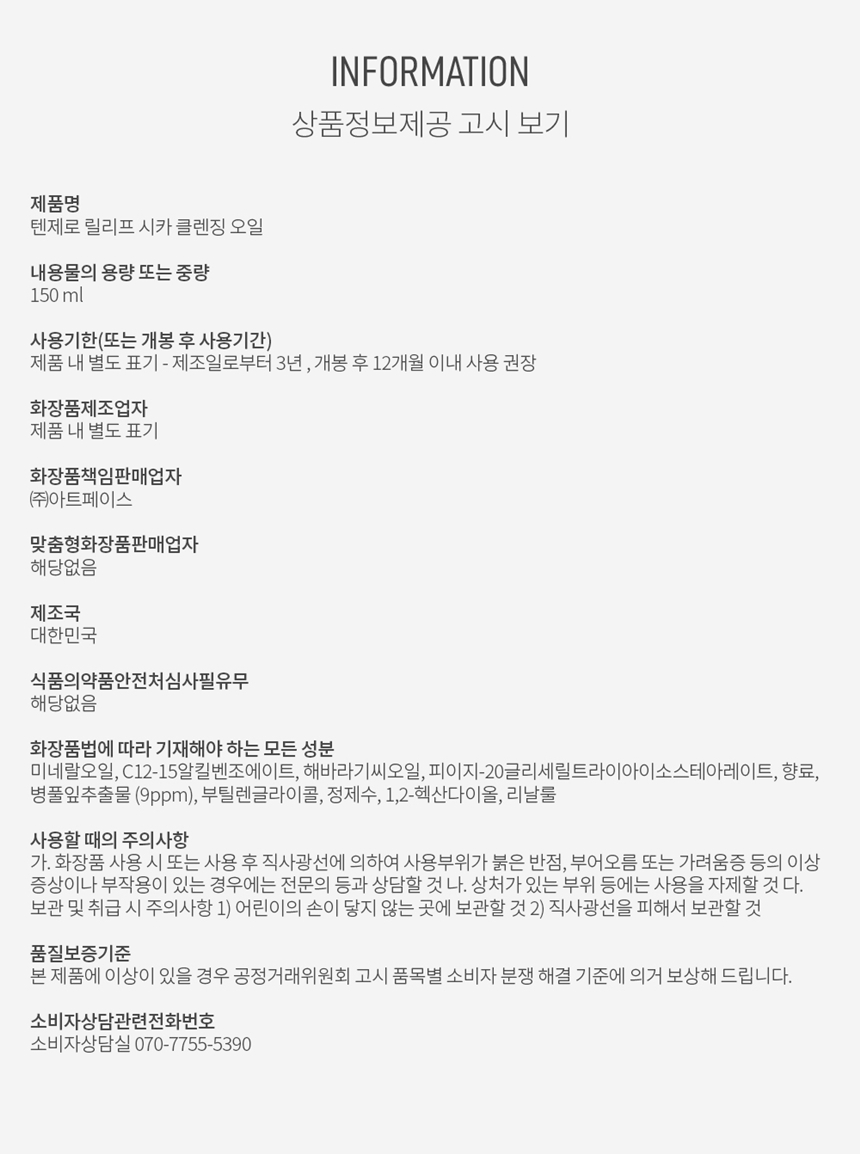 INFORMATION
상품정보제공 고시 보기
제품명
텐제로 릴리프 시카 클렌징 오일
내용물의 용량 또는 중량
150 ml
사용기한(또는 개봉 후 사용기간)
제품 내 별도 표기 - 제조일로부터 3년 , 개봉 후 12개월 이내 사용 권장
화장품제조업자
제품 내 별도 표기
화장품책임판매업자
㈜아트페이스
맞춤형화장품판매업자
해당없음
제조국
대한민국
식품의약품안전처심사필유무
해당없음
화장품법에 따라 기재해야 하는 모든 성분
미네랄오일, C12-15알킬벤조에이트, 해바라기씨오일, 피이지-20글리세릴트라이아이소스테아레이트, 향료,
병풀잎추출물 (9ppm), 부틸렌글라이콜, 정제수, 1,2-헥산다이올, 리날룰
사용할 때의 주의사항
가. 화장품 사용 시 또는 사용 후 직사광선에 의하여 사용부위가 붉은 반점, 부어오름 또는 가려움증 등의 이상
증상이나 부작용이 있는 경우에는 전문의 등과 상담할 것 나. 상처가 있는 부위 등에는 사용을 자제할 것 다.
보관 및 취급 시 주의사항 1) 어린이의 손이 닿지 않는 곳에 보관할 것 2) 직사광선을 피해서 보관할 것
품질보증기준
본 제품에 이상이 있을 경우 공정거래위원회 고시 품목별 소비자 분쟁 해결 기준에 의거 보상해 드립니다.
소비자상담관련전화번호
소비자상담실 070-7755-5390